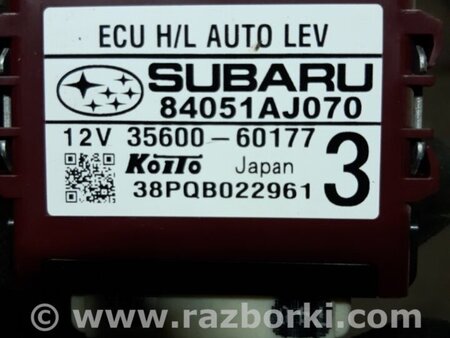 ECU H/L AUTO LEV
SUBARU
84051AJ070
12V 35600-60177
KOITO Japan
38PQB022961
3
© www.razborki.com